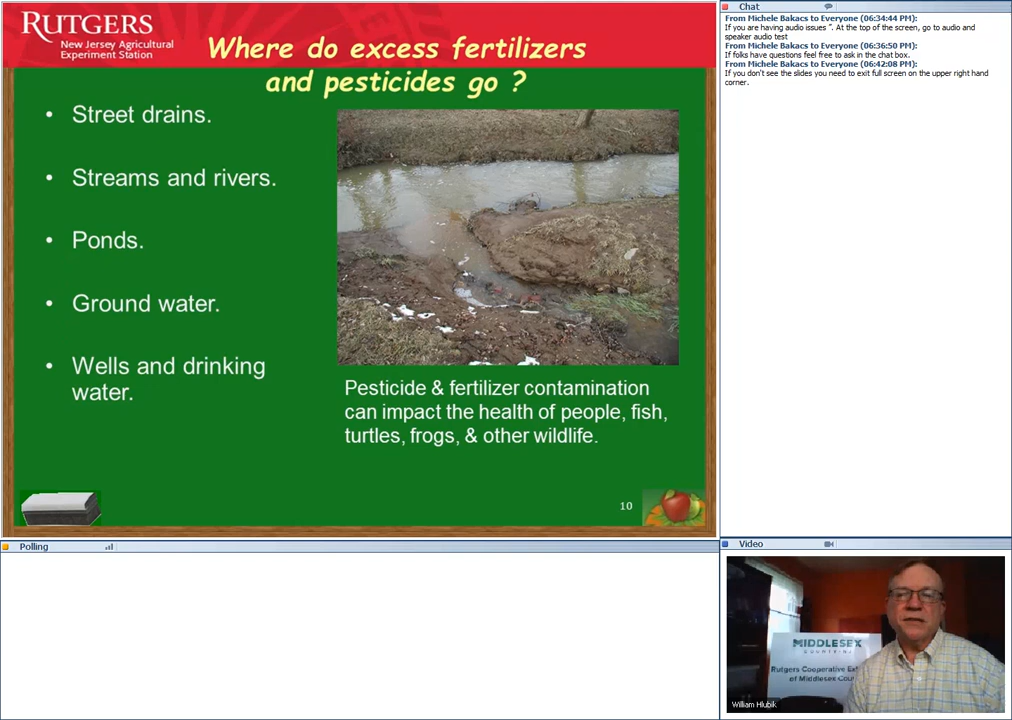 RUTGERS
New Jersey Agricultural
Experiment Station
Where do excess fertilizers
and pesticides go ?
• Street drains.
• Streams and rivers.
• Ponds.
• Ground water.
• Wells and drinking
water.
Pesticide & fertilizer contamination
can impact the health of people, fish,
turtles, frogs, & other wildlife.
10
Chat
From Michele Bakacs to Everyone (06:34:44 PM):
If you are having audio issues ". At the top of the screen, go to audio and
speaker audio test
From Michele Bakacs to Everyone (06:36:50 PM):
If folks have questions feel free to ask in the chat box.
From Michele Bakacs to Everyone (06:42:08 PM):
If you don't see the slides you need to exit full screen on the upper right hand
corner.
Polling
Video
MIDDLESEX
Rutgers Cooperative Ex
of Middlesex Cou
William Hlubik